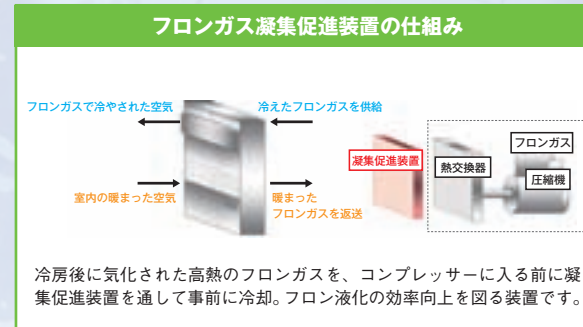 フロンガス凝集促進装置の仕組み
フロンガスで冷やされた空気
冷えたフロンガスを供給
室内の暖まった空気
暖まった
フロンガスを返送
凝集促進装置
熱交換器
フロンガス
圧縮機
冷房後に気化された高熱のフロンガスを、コンプレッサーに入る前に凝
集促進装置を通して事前に冷却。フロン液化の効率向上を図る装置です。